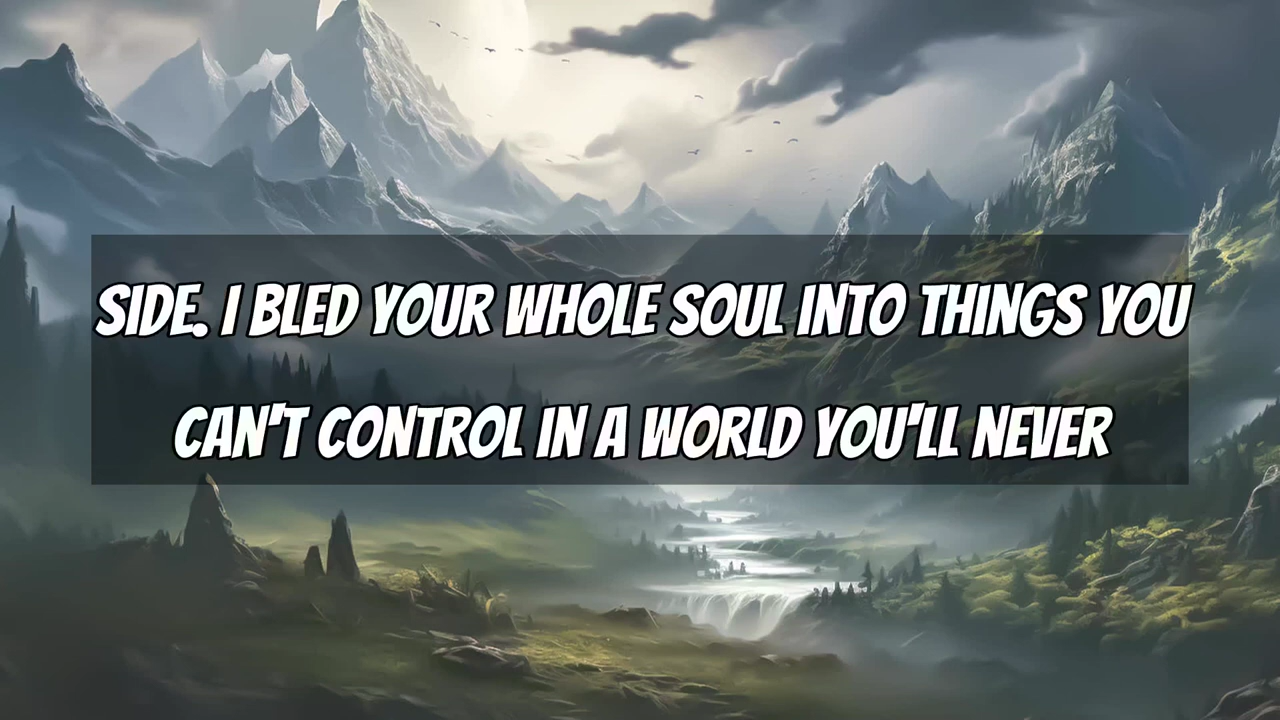 SIDE. I BLED YOUR WHOLE SOUL INTO THINGS YOU
CAN'T CONTROL IN A WORLD YOU'LL NEVER